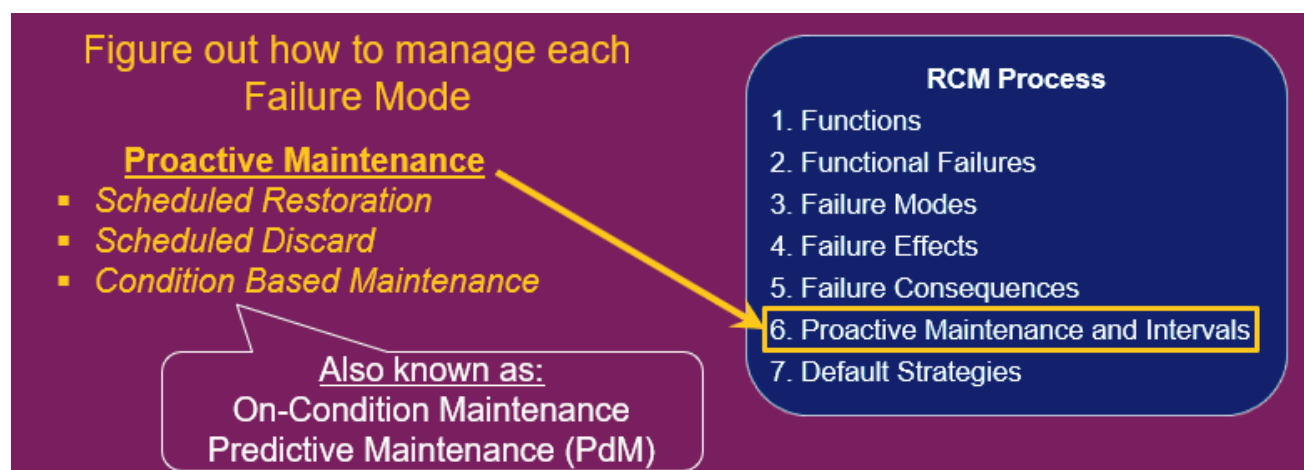 Figure out how to manage each
Failure Mode
Proactive Maintenance
▪ Scheduled Restoration
▪ Scheduled Discard
▪ Condition Based Maintenance
Also known as:
On-Condition Maintenance
Predictive Maintenance (PdM)
RCM Process
1. Functions
2. Functional Failures
3. Failure Modes
4. Failure Effects
5. Failure Consequences
6. Proactive Maintenance and Intervals
7. Default Strategies